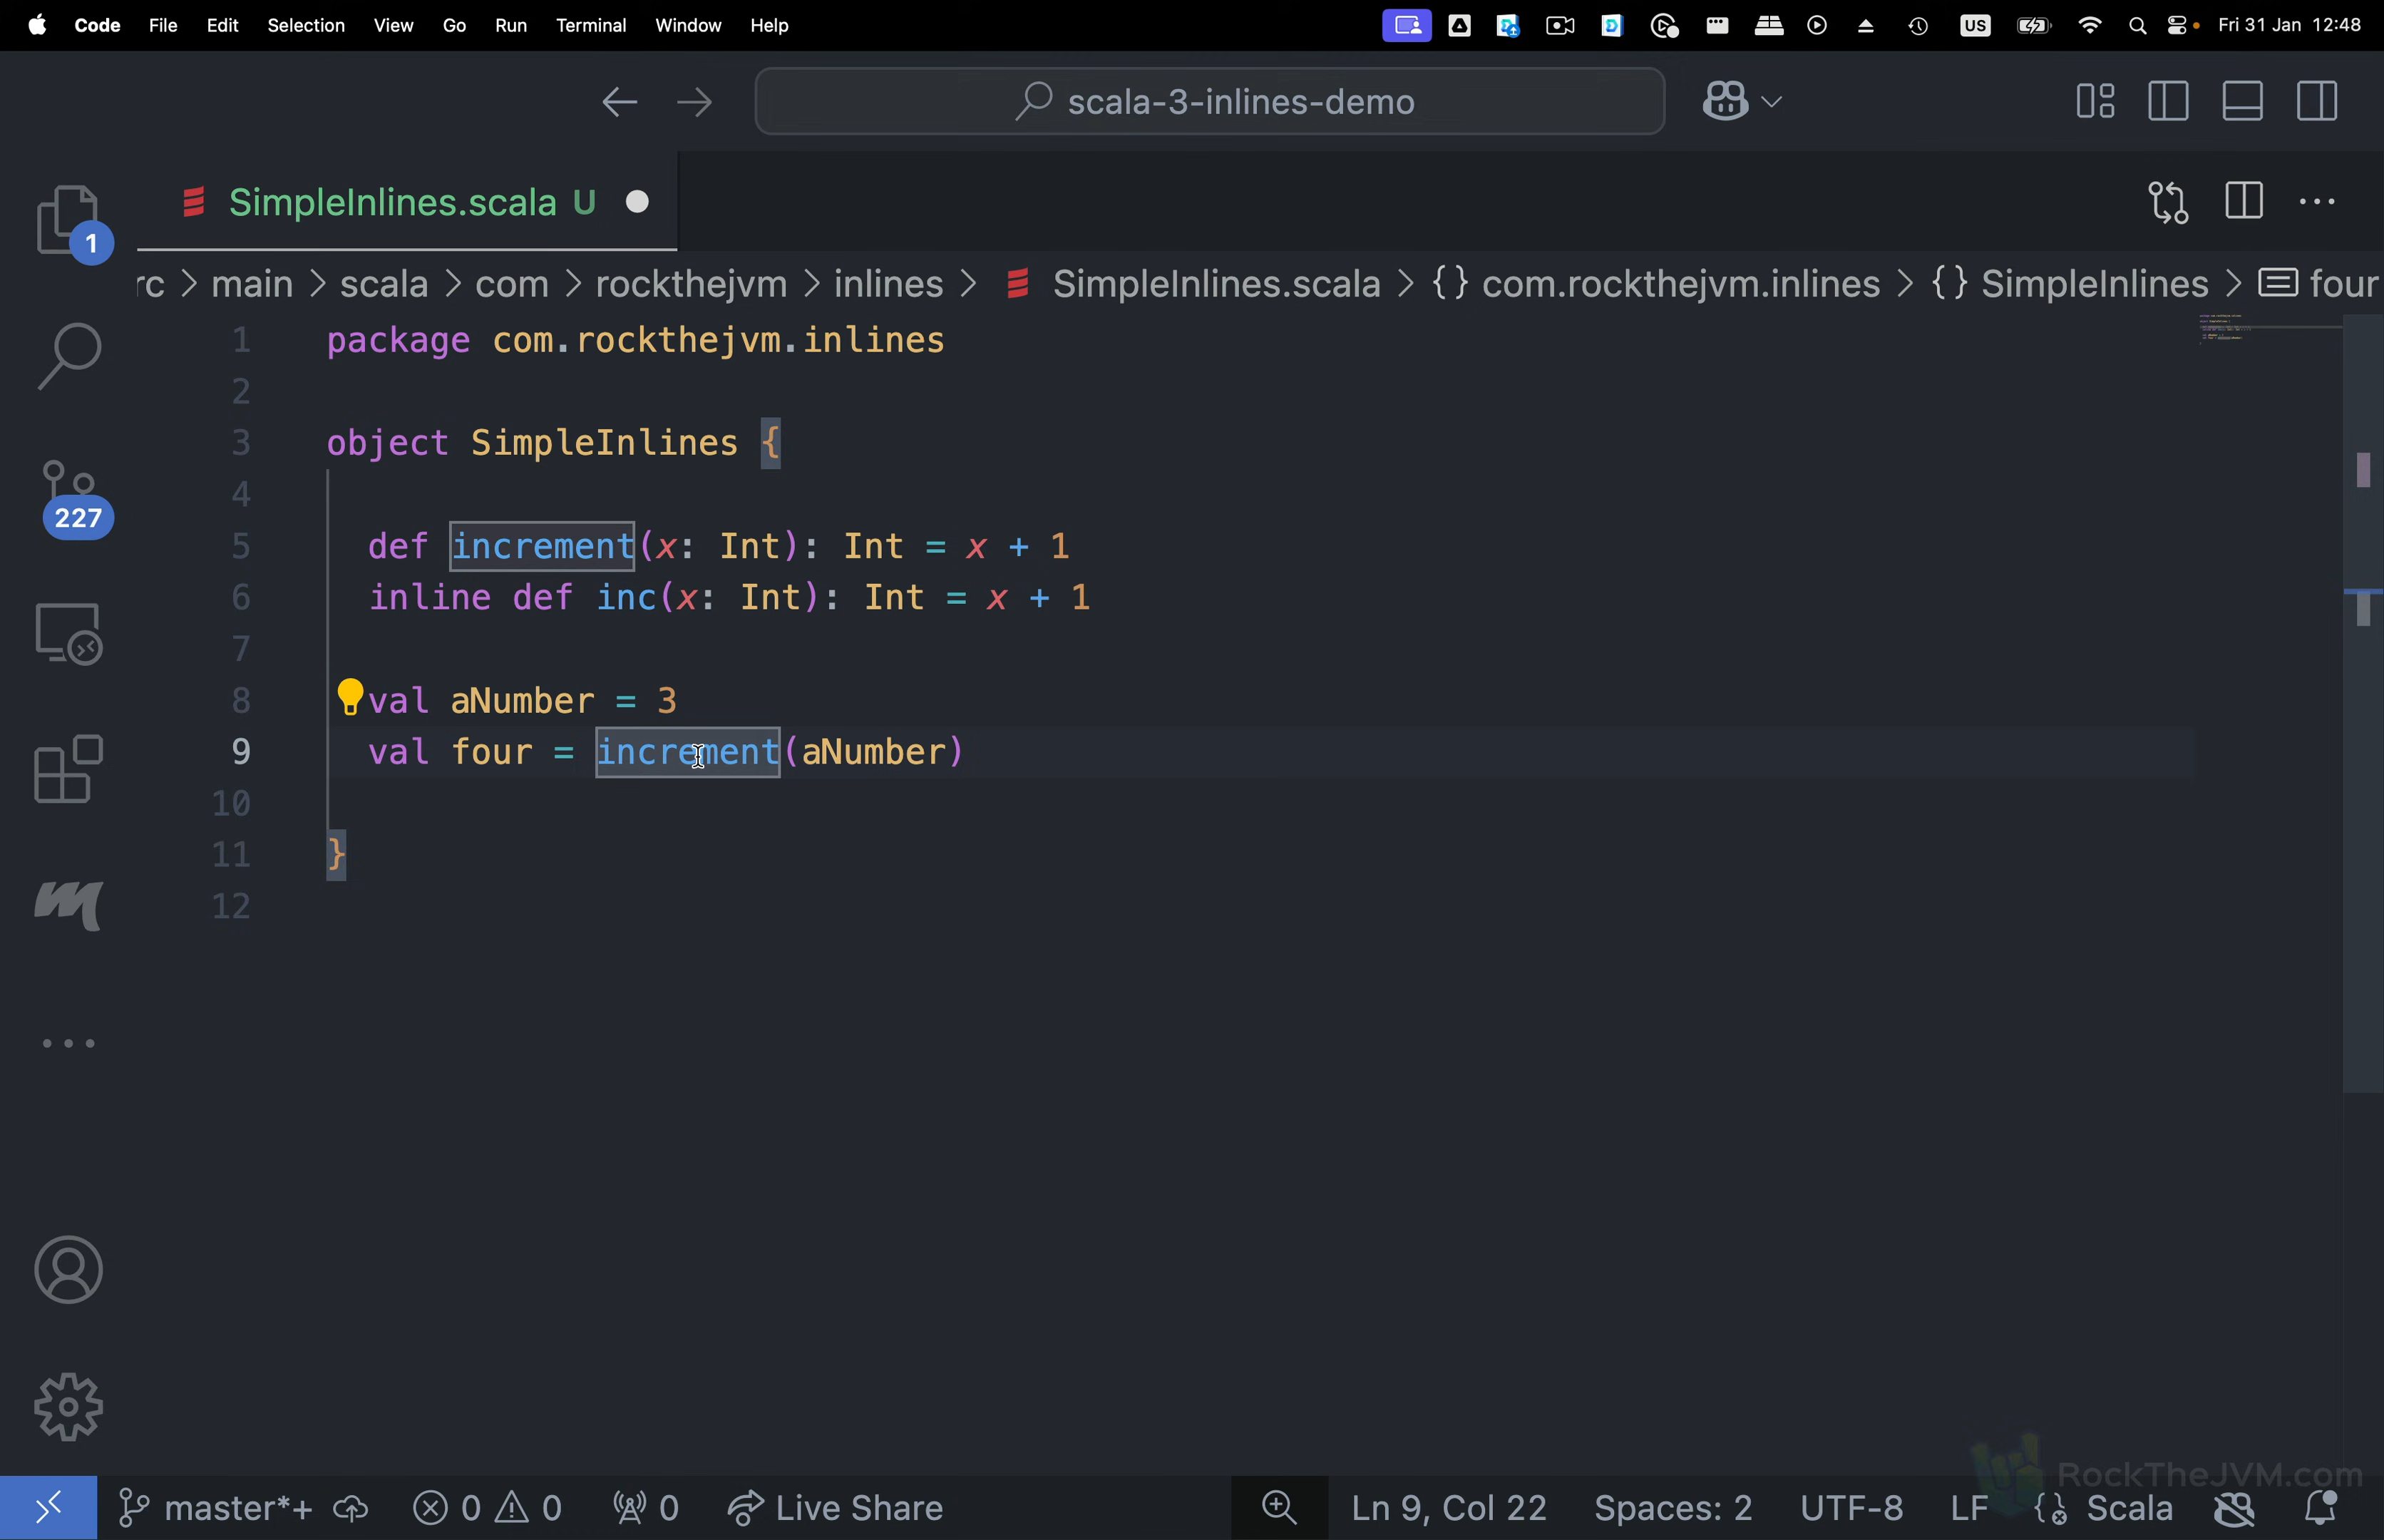 Code File Edit Selection View Go Run Terminal Window Help US Fri 31 Jan 12:48
scala-3-inlines-demo
SimpleInlines.scala U
1
rc > main > scala > com > rockthejvm > inlines > SimpleInlines.scala > {} com.rockthejvm.inlines > {} SimpleInlines > four
1 package com.rockthejvm.inlines
2
3 object SimpleInlines {
4
227
5 def increment(x: Int): Int = x + 1
6 inline def inc(x: Int): Int = x + 1
7
8 val aNumber = 3
9 val four = increment(aNumber)
10
11 }
12
RockTheJVM.com
master*+ 0 0 0 Live Share Ln 9, Col 22 Spaces: 2 UTF-8 LF Scala